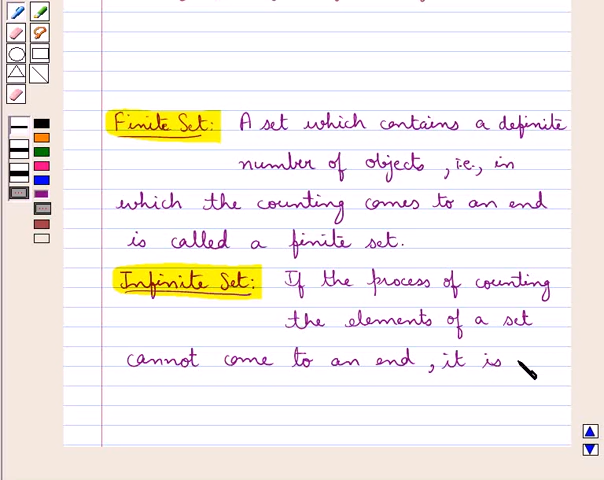 Finite Set: A set which contains a definite
number of objects, i.e., in
which the counting comes to an end
is called a finite set.
Infinite Set: If the process of counting
the elements of a set
cannot come to an end, it is